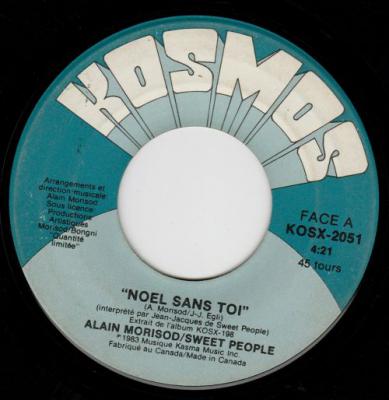 KOSMOS
Arrangements et
direction musicale:
Alain Morisod
Sous licence:
Productions
Artistiques
Morisod/Bongni
"Quantité
limitée"
FACE A
KOSX-2051
4:21
45 tours
"NOEL SANS TOI"
(A. Morisod/J-J. Egli)
(interprété par Jean-Jacques de Sweet People)
Extrait de l'album KOSX-198
ALAIN MORISOD/SWEET PEOPLE
©1983 Musique Kasma Music Inc.
Fabriqué au Canada/Made in Canada